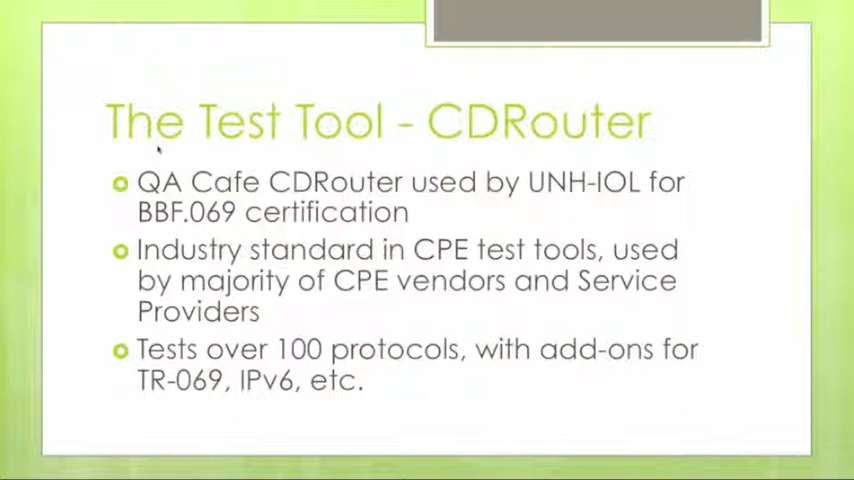 The Test Tool - CDRouter
QA Cafe CDRouter used by UNH-IOL for
BBF.069 certification
Industry standard in CPE test tools, used
by majority of CPE vendors and Service
Providers
Tests over 100 protocols, with add-ons for
TR-069, IPv6, etc.